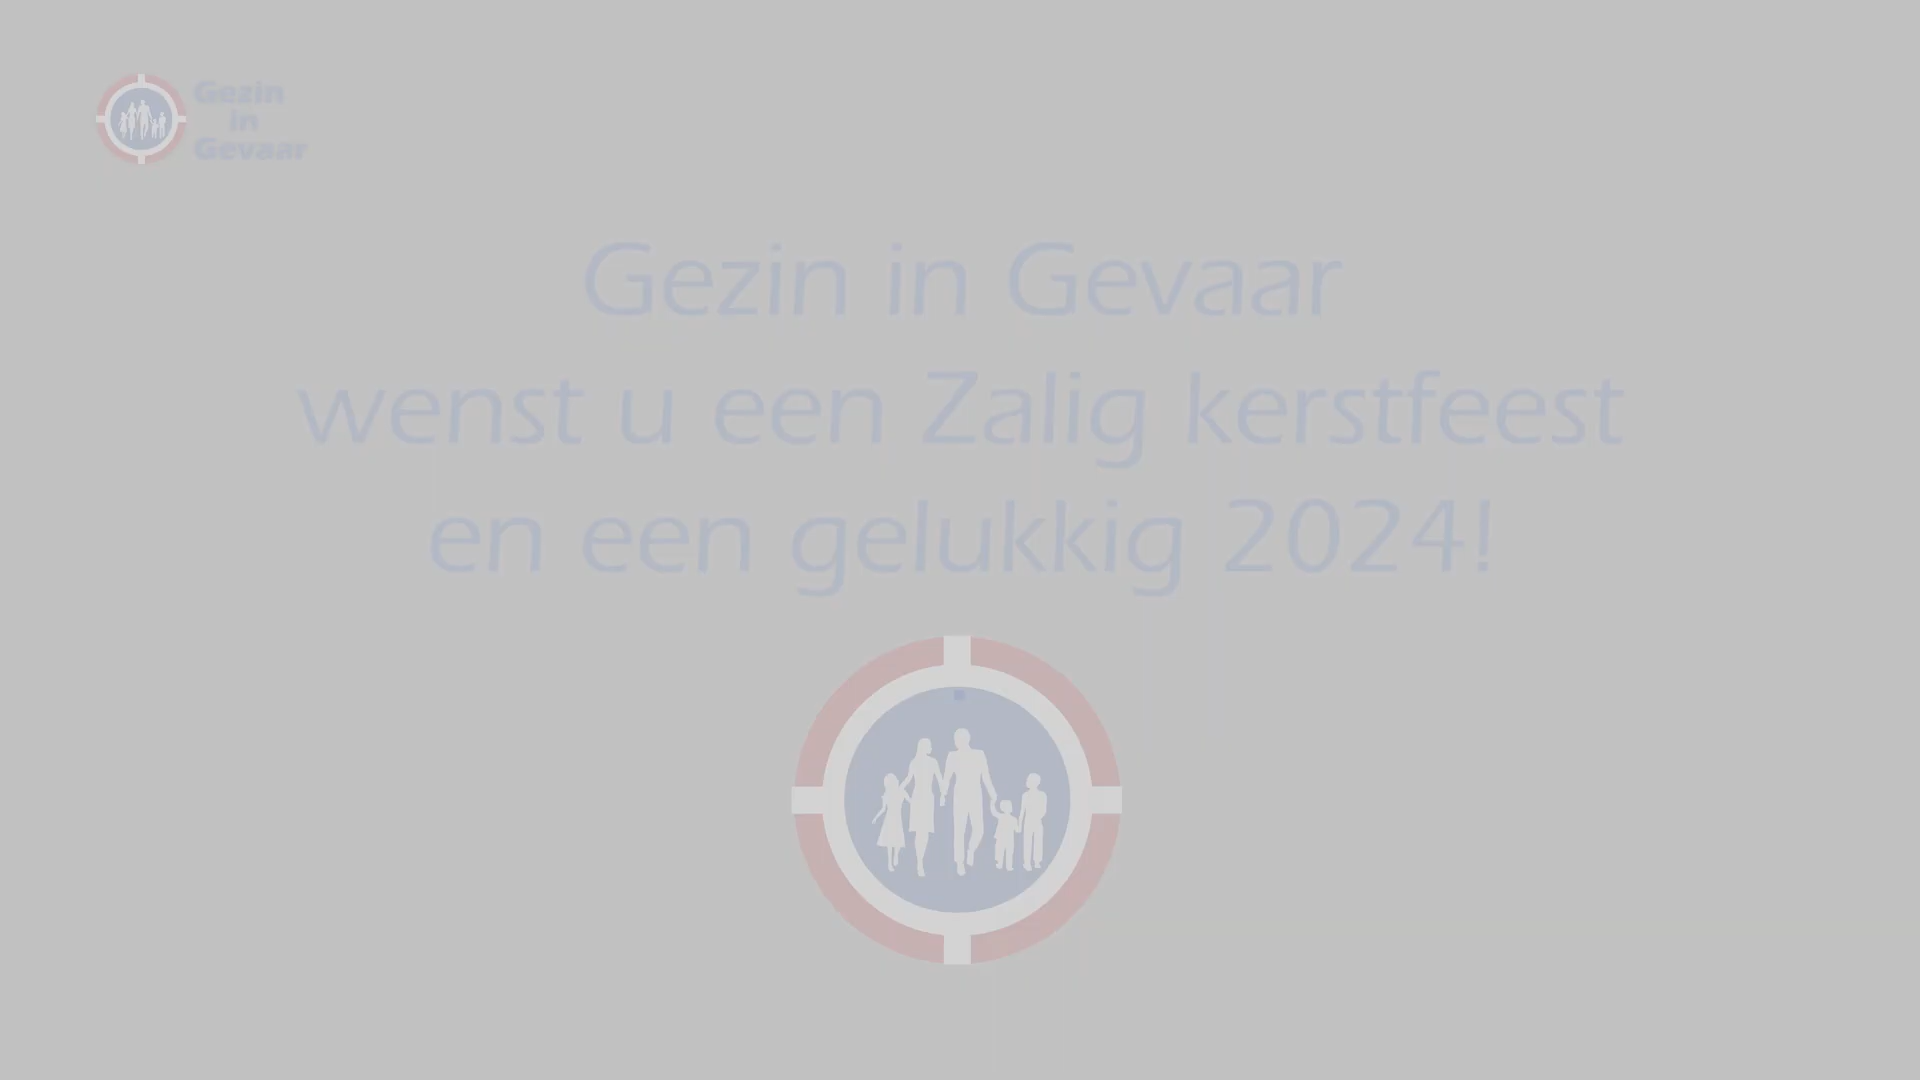 Gezin
in
Gevaar
Gezin in Gevaar
wenst u een Zalig kerstfeest
en een gelukkig 2024!